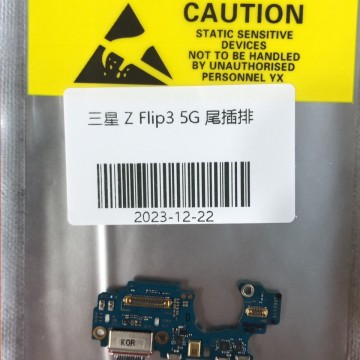 CAUTION
STATIC SENSITIVE
DEVICES
NOT TO BE HANDLED
BY UNAUTHORISED
PERSONNEL YX
三星 Z Flip3 5G 尾插排
2023-12-22
KOR